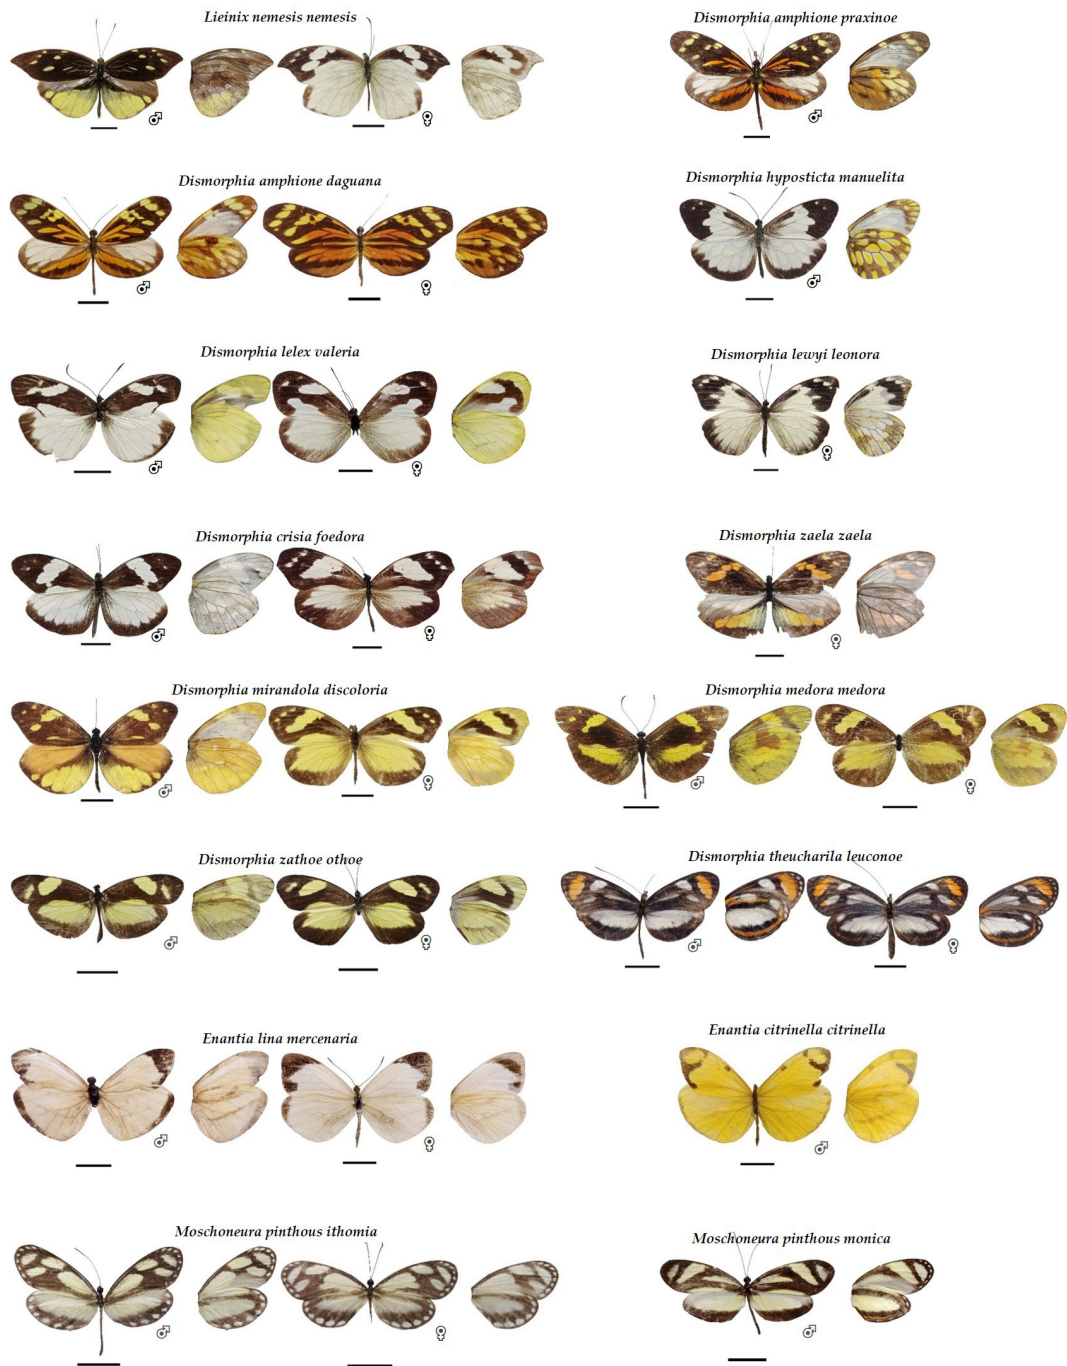 Lieinix nemesis nemesis
Dismorphia amphione praxinoe
♂ ♀ ♂
Dismorphia amphione daguana
Dismorphia hyposticta manuelita
♂ ♀ ♂
Dismorphia lelex valeria
Dismorphia lewyi leonora
♂ ♀ ♀
Dismorphia crisia foedora
Dismorphia zaela zaela
♂ ♀ ♀
Dismorphia mirandola discoloria
Dismorphia medora medora
♂ ♀ ♂ ♀
Dismorphia zathoe othoe
Dismorphia theucharila leuconoe
♂ ♀ ♂ ♀
Enantia lina mercenaria
Enantia citrinella citrinella
♂ ♀ ♂
Moschoneura pinthous ithomia
Moschoneura pinthous monica
♂ ♀ ♂